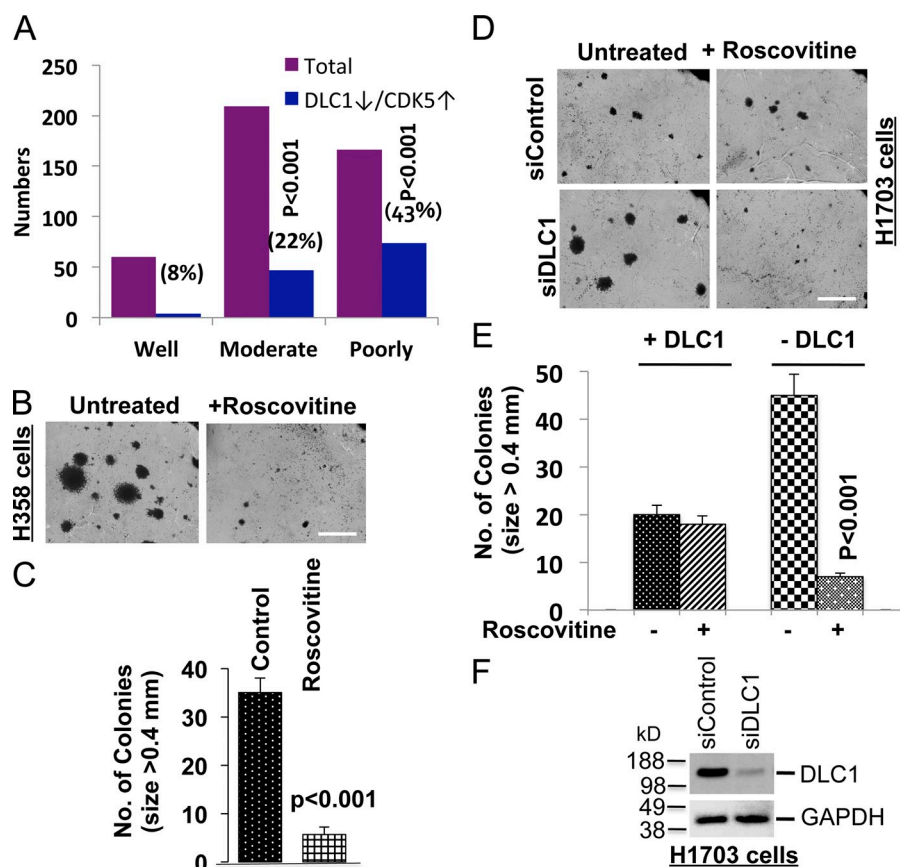 A
250
200
150
100
50
0
Numbers
Total
DLC1↓/CDK5↑
(8%)
P<0.001
(22%)
P<0.001
(43%)
Well Moderate Poorly
B
Untreated +Roscovitine
H358 cells
C
Control
Roscovitine
No. of Colonies
(size >0.4 mm)
40
30
20
10
0
p<0.001
D
Untreated + Roscovitine
siControl
siDLC1
H1703 cells
E
+ DLC1 - DLC1
No. of Colonies
(size > 0.4 mm)
50
40
30
20
10
0
P<0.001
Roscovitine - + - +
F
siControl
siDLC1
kD
188
98
DLC1
49
38
GAPDH
H1703 cells